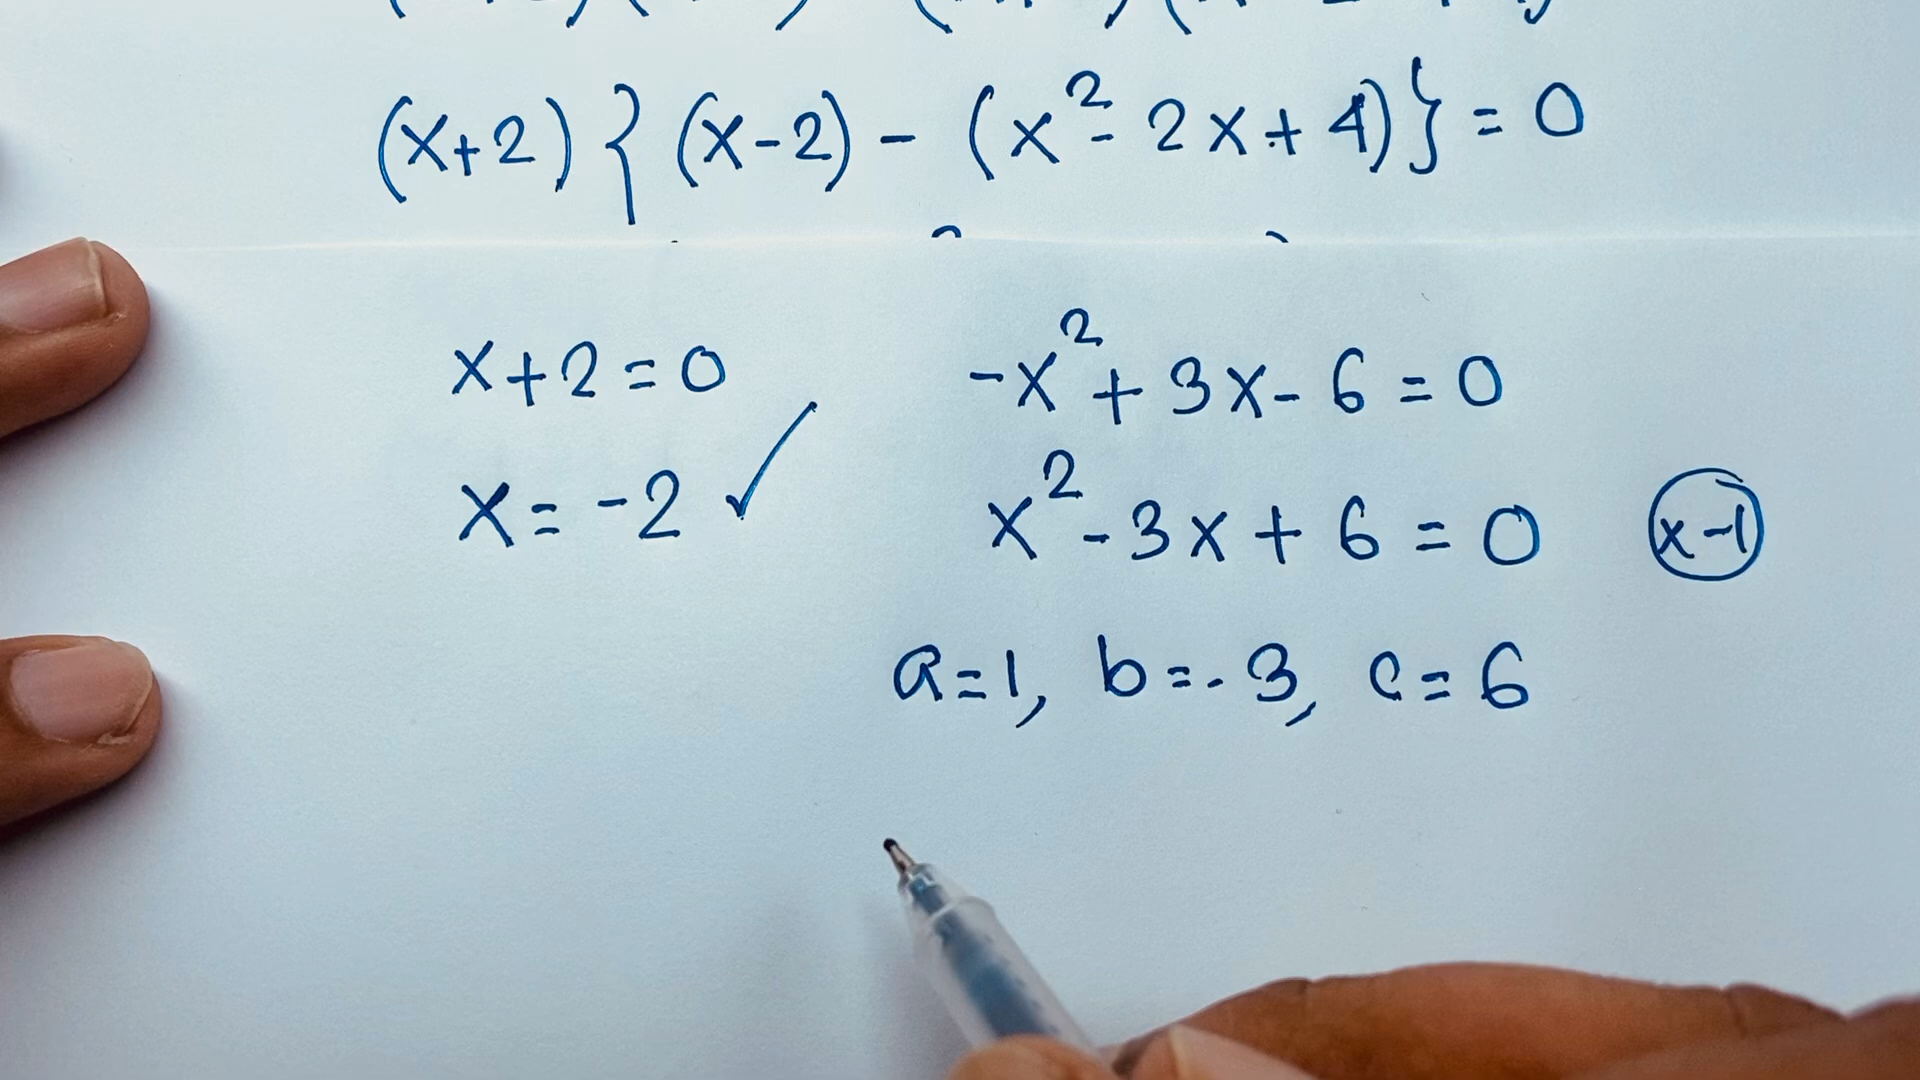 (x+2) { (x-2) - (x² - 2x + 4) } = 0
x+2=0
x = -2 ✓
-x² + 3x - 6 = 0
x² - 3x + 6 = 0 (x-1)
a=1, b=-3, c=6